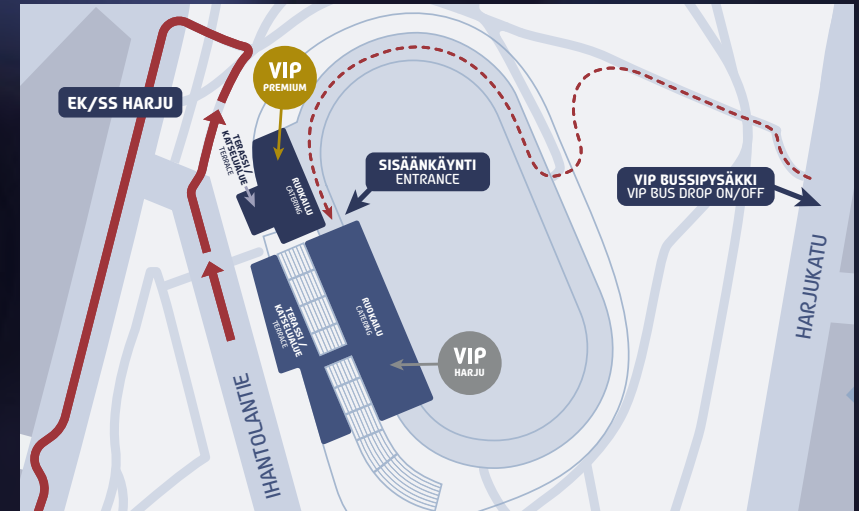 VIP
PREMIUM
EK/SS HARJU
TERASSI /
KATSELUALUE
TERRACE
RUOKAILU
CATERING
SISÄÄNKÄYNTI
ENTRANCE
VIP BUSSIPYSÄKKI
VIP BUS DROP ON/OFF
HARJUKATU
TERASSI /
KATSELUALUE
TERRACE
RUOKAILU
CATERING
VIP
HARJU
IHANTOLANTIE